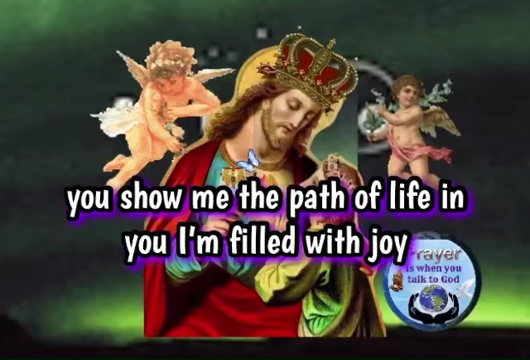 you show me the path of life in
you I'm filled with joy
Prayer
is when you
talk to God